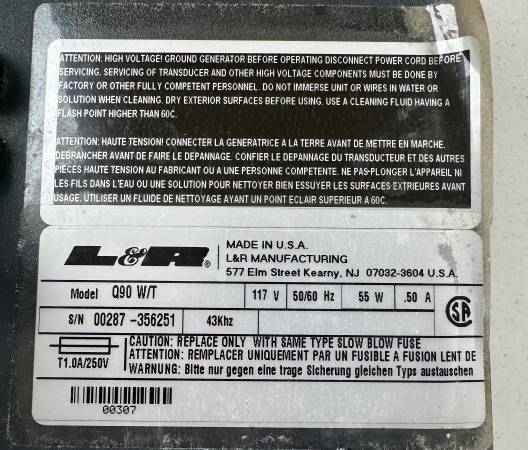 ATTENTION: HIGH VOLTAGE! GROUND GENERATOR BEFORE OPERATING DISCONNECT POWER CORD BEFORE
SERVICING. SERVICING OF TRANSDUCER AND OTHER HIGH VOLTAGE COMPONENTS MUST BE DONE BY
FACTORY OR OTHER FULLY COMPETENT PERSONNEL. DO NOT IMMERSE UNIT OR WIRES IN WATER OR
SOLUTION WHEN CLEANING. DRY EXTERIOR SURFACES BEFORE USING. USE A CLEANING FLUID HAVING A
FLASH POINT HIGHER THAN 60C.
ATTENTION: HAUTE TENSION! CONNECTER LA GENERATRICE A LA TERRE AVANT DE METTRE EN MARCHE.
DEBRANCHER AVANT DE FAIRE LE DEPANNAGE. CONFIER LE DEPANNAGE DU TRANSDUCTEUR ET DES AUTRES
PIECES HAUTE TENSION AU FABRICANT OU A UNE PERSONNE COMPETENTE. NE PAS-PLONGER L'APPAREIL NI
LES FILS DANS L'EAU OU UNE SOLUTION POUR NETTOYER BIEN ESSUYER LES SURFACES EXTERIEURES AVANT
USAGE. UTILISER UN FLUIDE DE NETTOYAGE AYANT UN POINT ECLAIR SUPERIEUR A 60C.
L&R®
MADE IN U.S.A.
L&R MANUFACTURING
577 Elm Street Kearny, NJ 07032-3604 U.S.A.
Model Q90 W/T 117 V 50/60 Hz 55 W .50 A
S/N 00287 -356251 43Khz
SA
CAUTION: REPLACE ONLY WITH SAME TYPE SLOW BLOW FUSE
ATTENTION: REMPLACER UNIQUEMENT PAR UN FUSIBLE A FUSION LENT DE
T1.0A/250V WARNUNG: Bitte nur gegen eine trage Sicherung gleichen Typs austauschen
00307